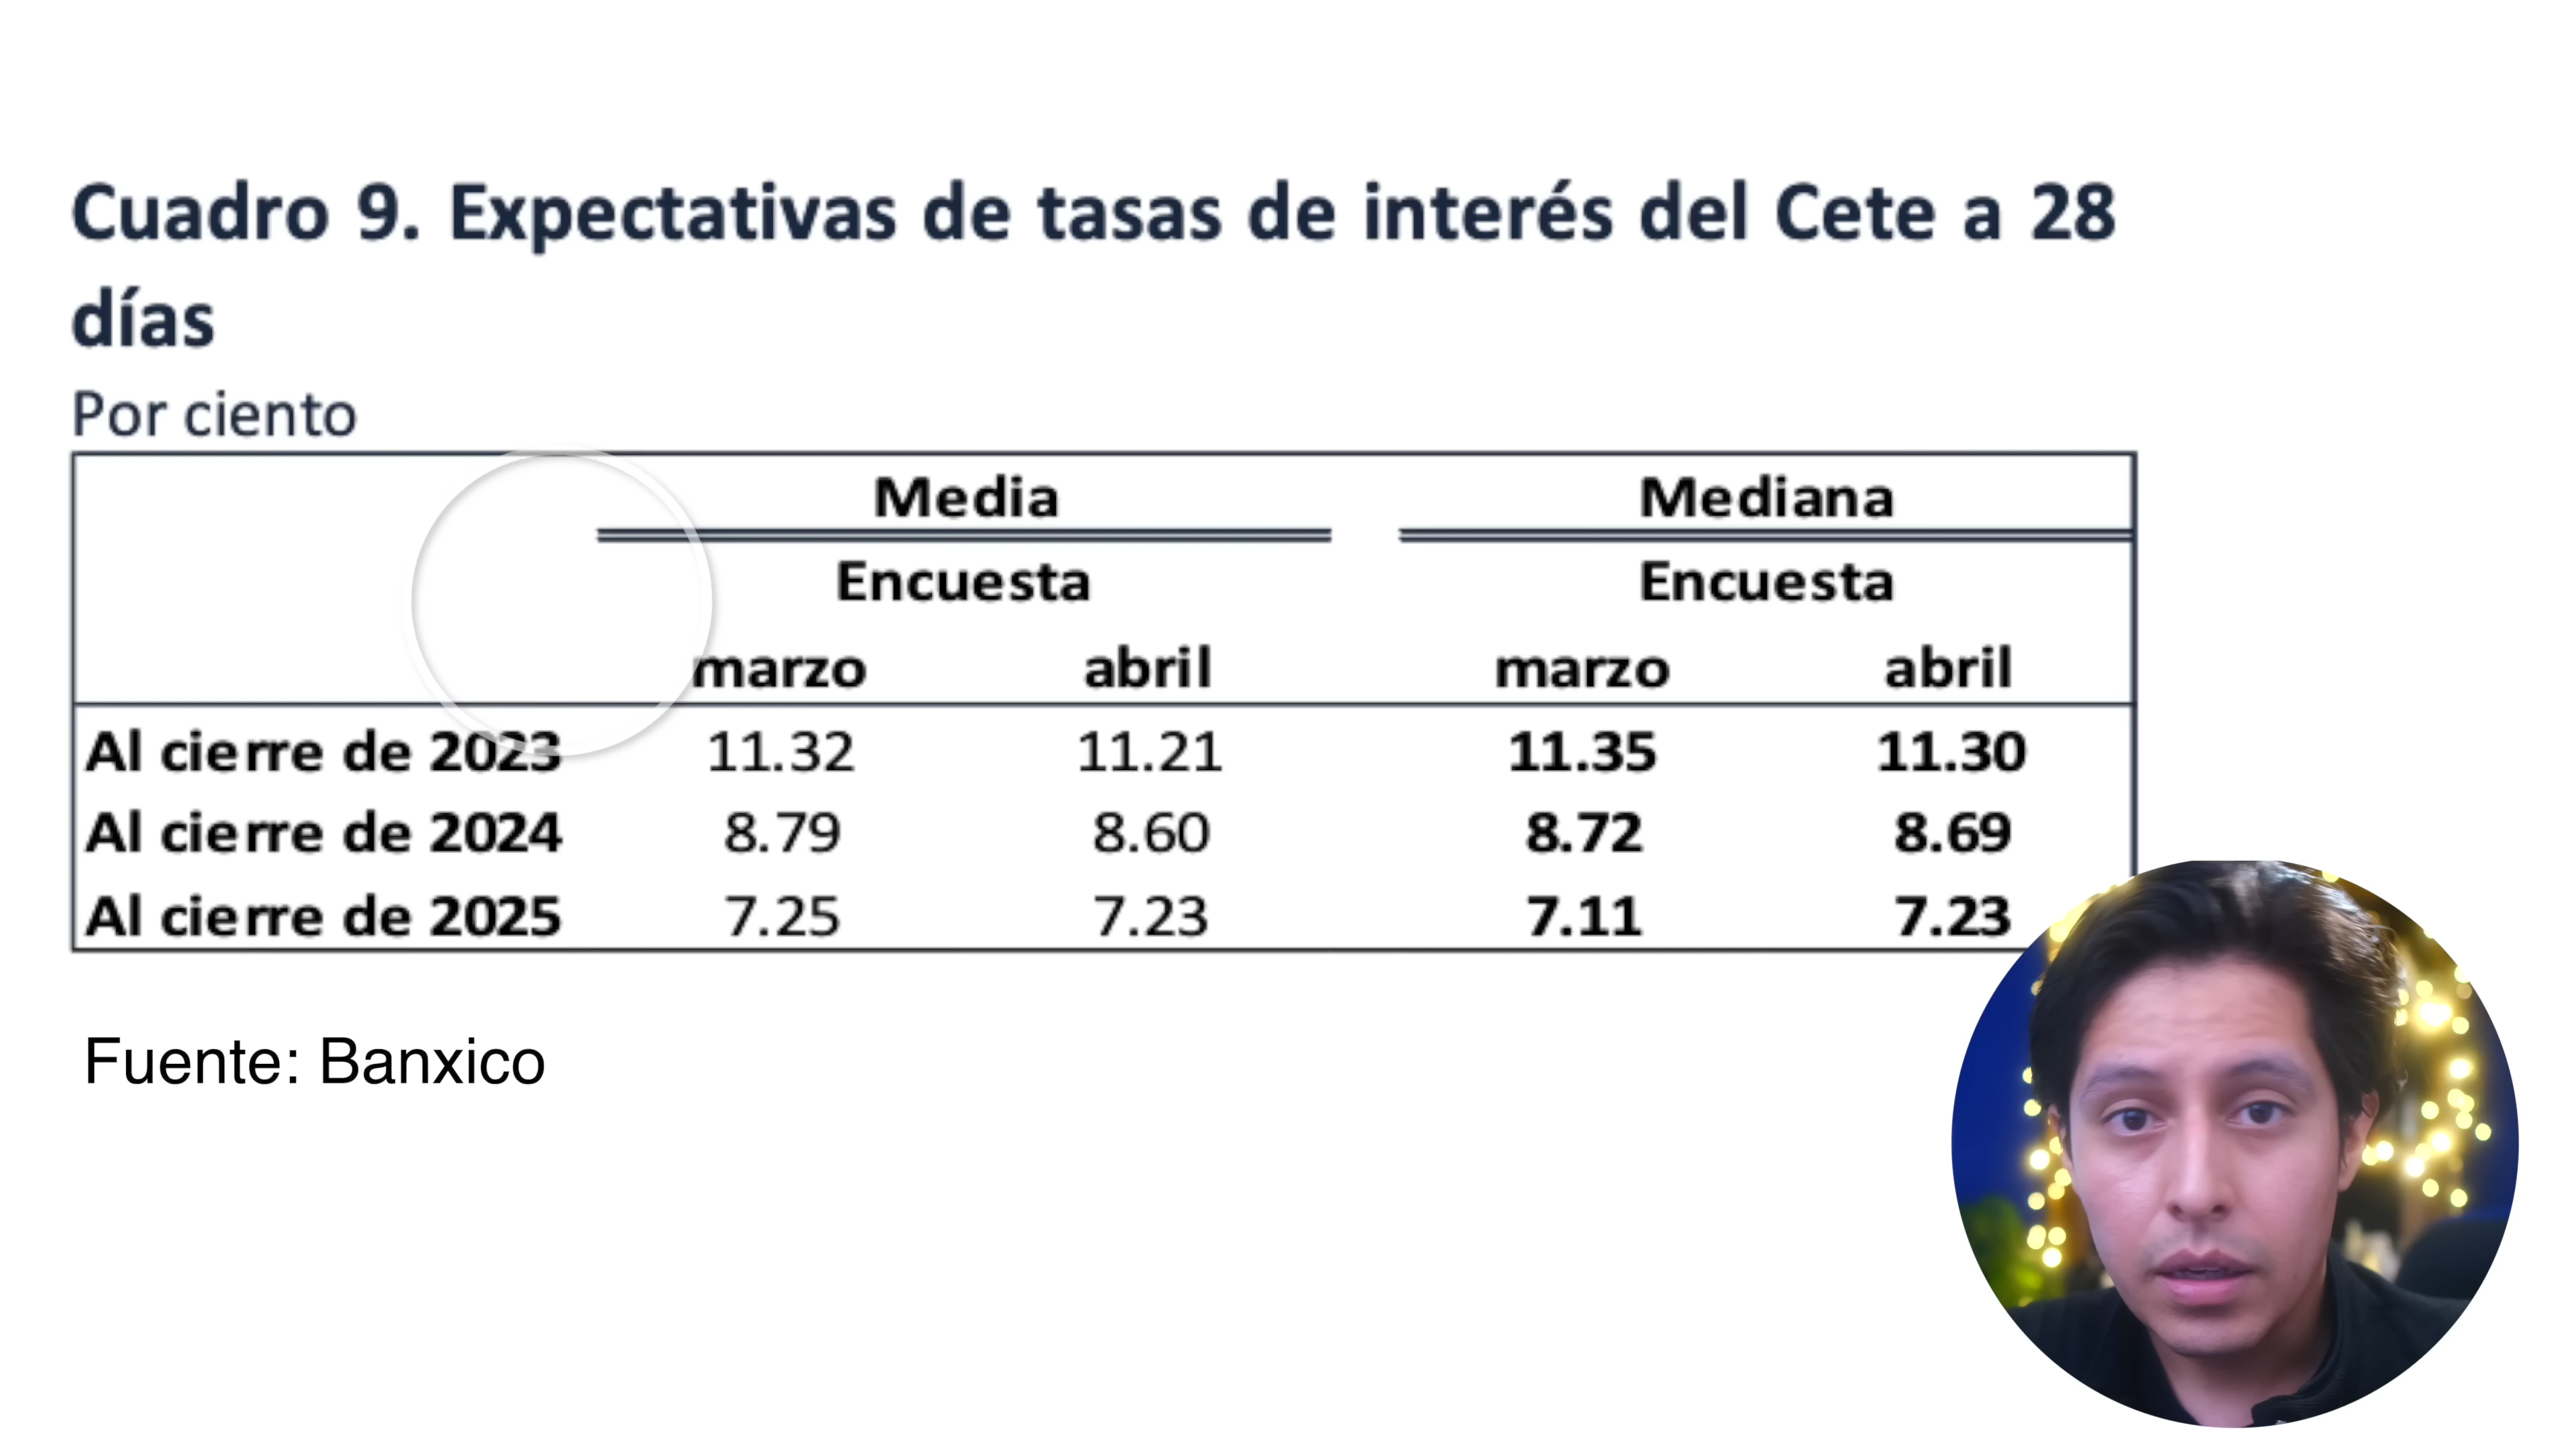 Cuadro 9. Expectativas de tasas de interés del Cete a 28
días
Por ciento
Media Mediana
Encuesta Encuesta
marzo abril marzo abril
Al cierre de 2023 11.32 11.21 11.35 11.30
Al cierre de 2024 8.79 8.60 8.72 8.69
Al cierre de 2025 7.25 7.23 7.11 7.23
Fuente: Banxico